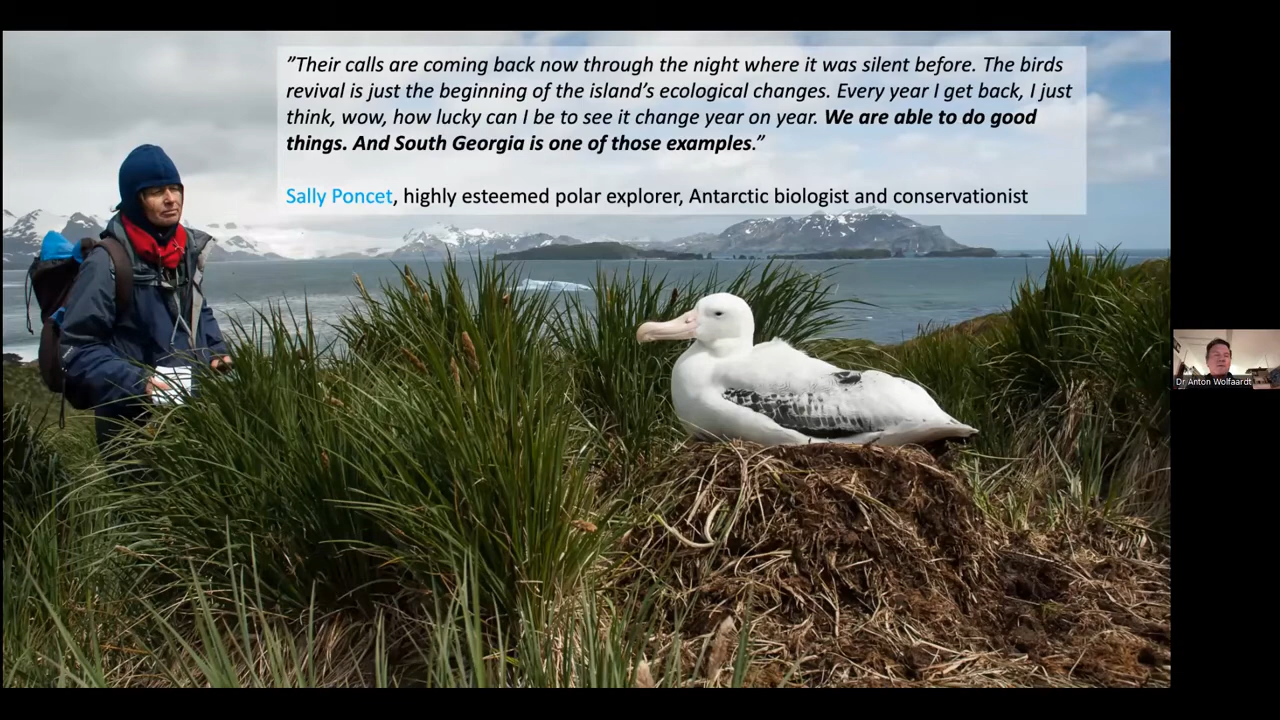 ”Their calls are coming back now through the night where it was silent before. The birds
revival is just the beginning of the island’s ecological changes. Every year I get back, I just
think, wow, how lucky can I be to see it change year on year. We are able to do good
things. And South Georgia is one of those examples.”
Sally Poncet, highly esteemed polar explorer, Antarctic biologist and conservationist
Dr Anton Wolfaardt